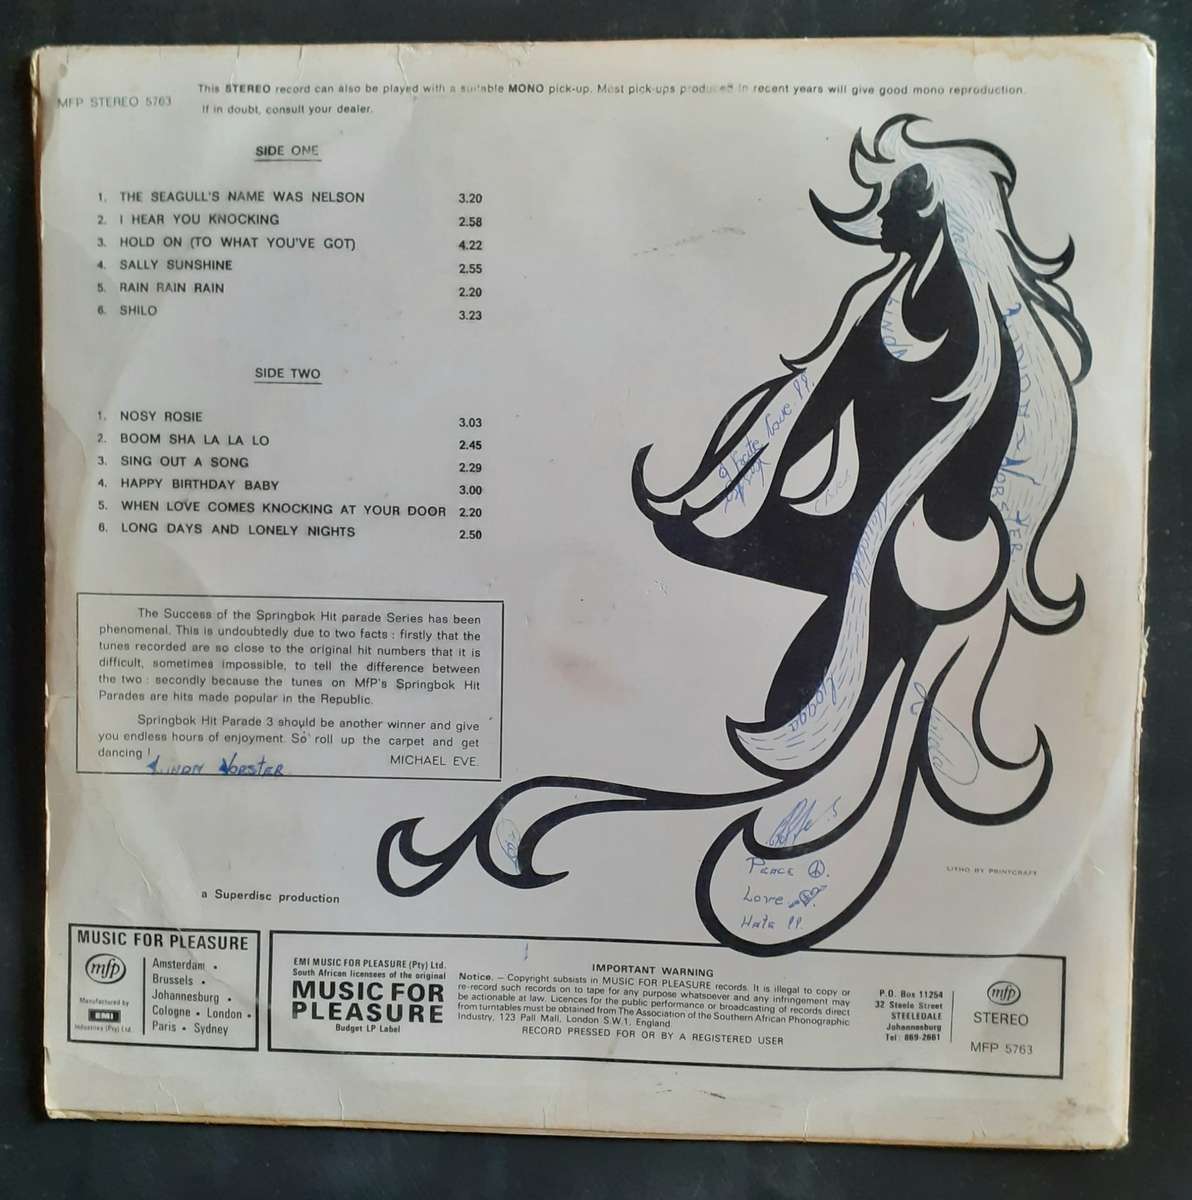 MFP STEREO 5763
This STEREO record can also be played with a suitable MONO pick-up. Most pick-ups produced in recent years will give good mono reproduction.
If in doubt, consult your dealer.
SIDE ONE
1. THE SEAGULL'S NAME WAS NELSON 3.20
2. I HEAR YOU KNOCKING 2.58
3. HOLD ON (TO WHAT YOU'VE GOT) 4.22
4. SALLY SUNSHINE 2.55
5. RAIN RAIN RAIN 2.20
6. SHILO 3.23
SIDE TWO
1. NOSY ROSIE 3.03
2. BOOM SHA LA LA LO 2.45
3. SING OUT A SONG 2.29
4. HAPPY BIRTHDAY BABY 3.00
5. WHEN LOVE COMES KNOCKING AT YOUR DOOR 2.20
6. LONG DAYS AND LONELY NIGHTS 2.50
The Success of the Springbok Hit parade Series has been
phenomenal. This is undoubtedly due to two facts : firstly that the
tunes recorded are so close to the original hit numbers that it is
difficult, sometimes impossible, to tell the difference between
the two : secondly because the tunes on MfP's Springbok Hit
Parades are hits made popular in the Republic.
Springbok Hit Parade 3 should be another winner and give
you endless hours of enjoyment. So roll up the carpet and get
dancing !
MICHAEL EVE.
LINDA VORSTER
LINDA
Peace
Love
Hate PP.
LITHO BY PRINTCRAFT
a Superdisc production
MUSIC FOR PLEASURE
mfp
Manufactured by
EMI
Industries (Pty) Ltd.
Amsterdam •
Brussels •
Johannesburg •
Cologne • London •
Paris • Sydney
EMI MUSIC FOR PLEASURE (Pty) Ltd.
South African licensees of the original
MUSIC FOR
PLEASURE
Budget LP Label
IMPORTANT WARNING
Notice. – Copyright subsists in MUSIC FOR PLEASURE records. It is illegal to copy or
re-record such records on to tape for any purpose whatsoever and any infringement may
be actionable at law. Licences for the public performance or broadcasting of records direct
from turntables must be obtained from The Association of the Southern African Phonographic
Industry, 123 Pall Mall, London S.W.1, England.
RECORD PRESSED FOR OR BY A REGISTERED USER
P.O. Box 11254
32 Steele Street
STEELEDALE
Johannesburg
Tel: 869-2661
mfp
STEREO
MFP 5763